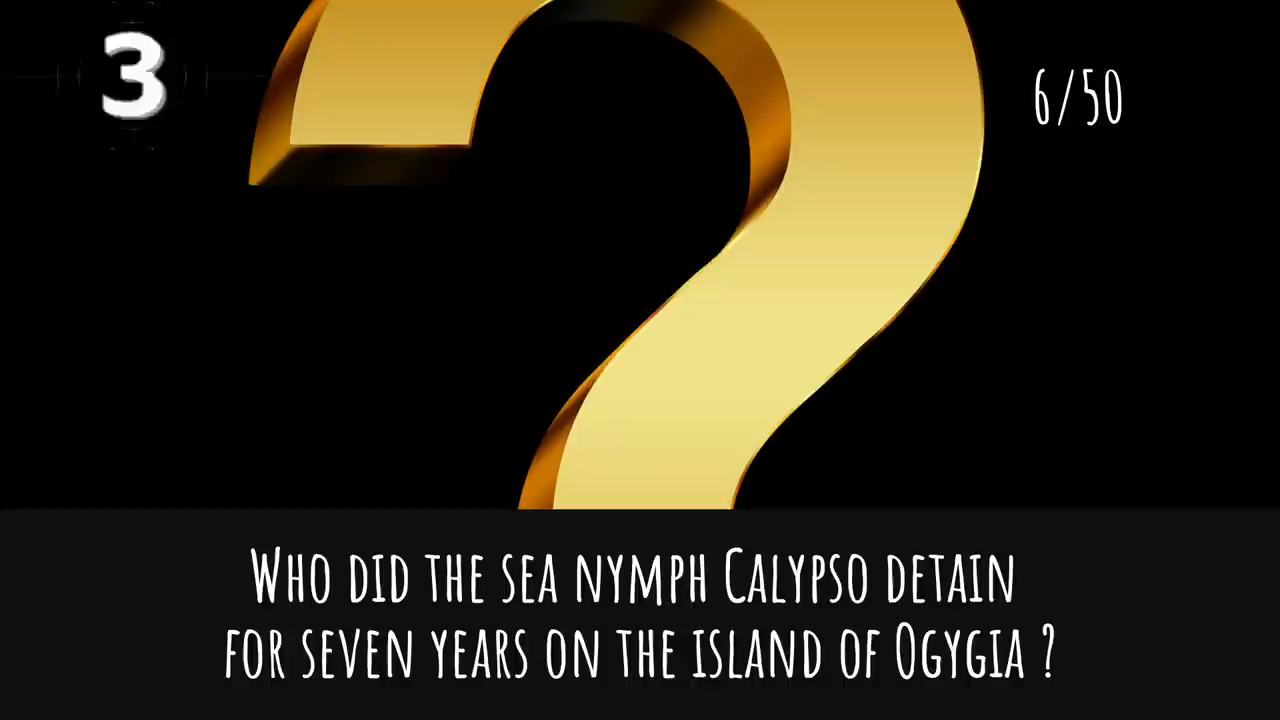 3
6/50
Who did the sea nymph Calypso detain
for seven years on the island of Ogygia ?